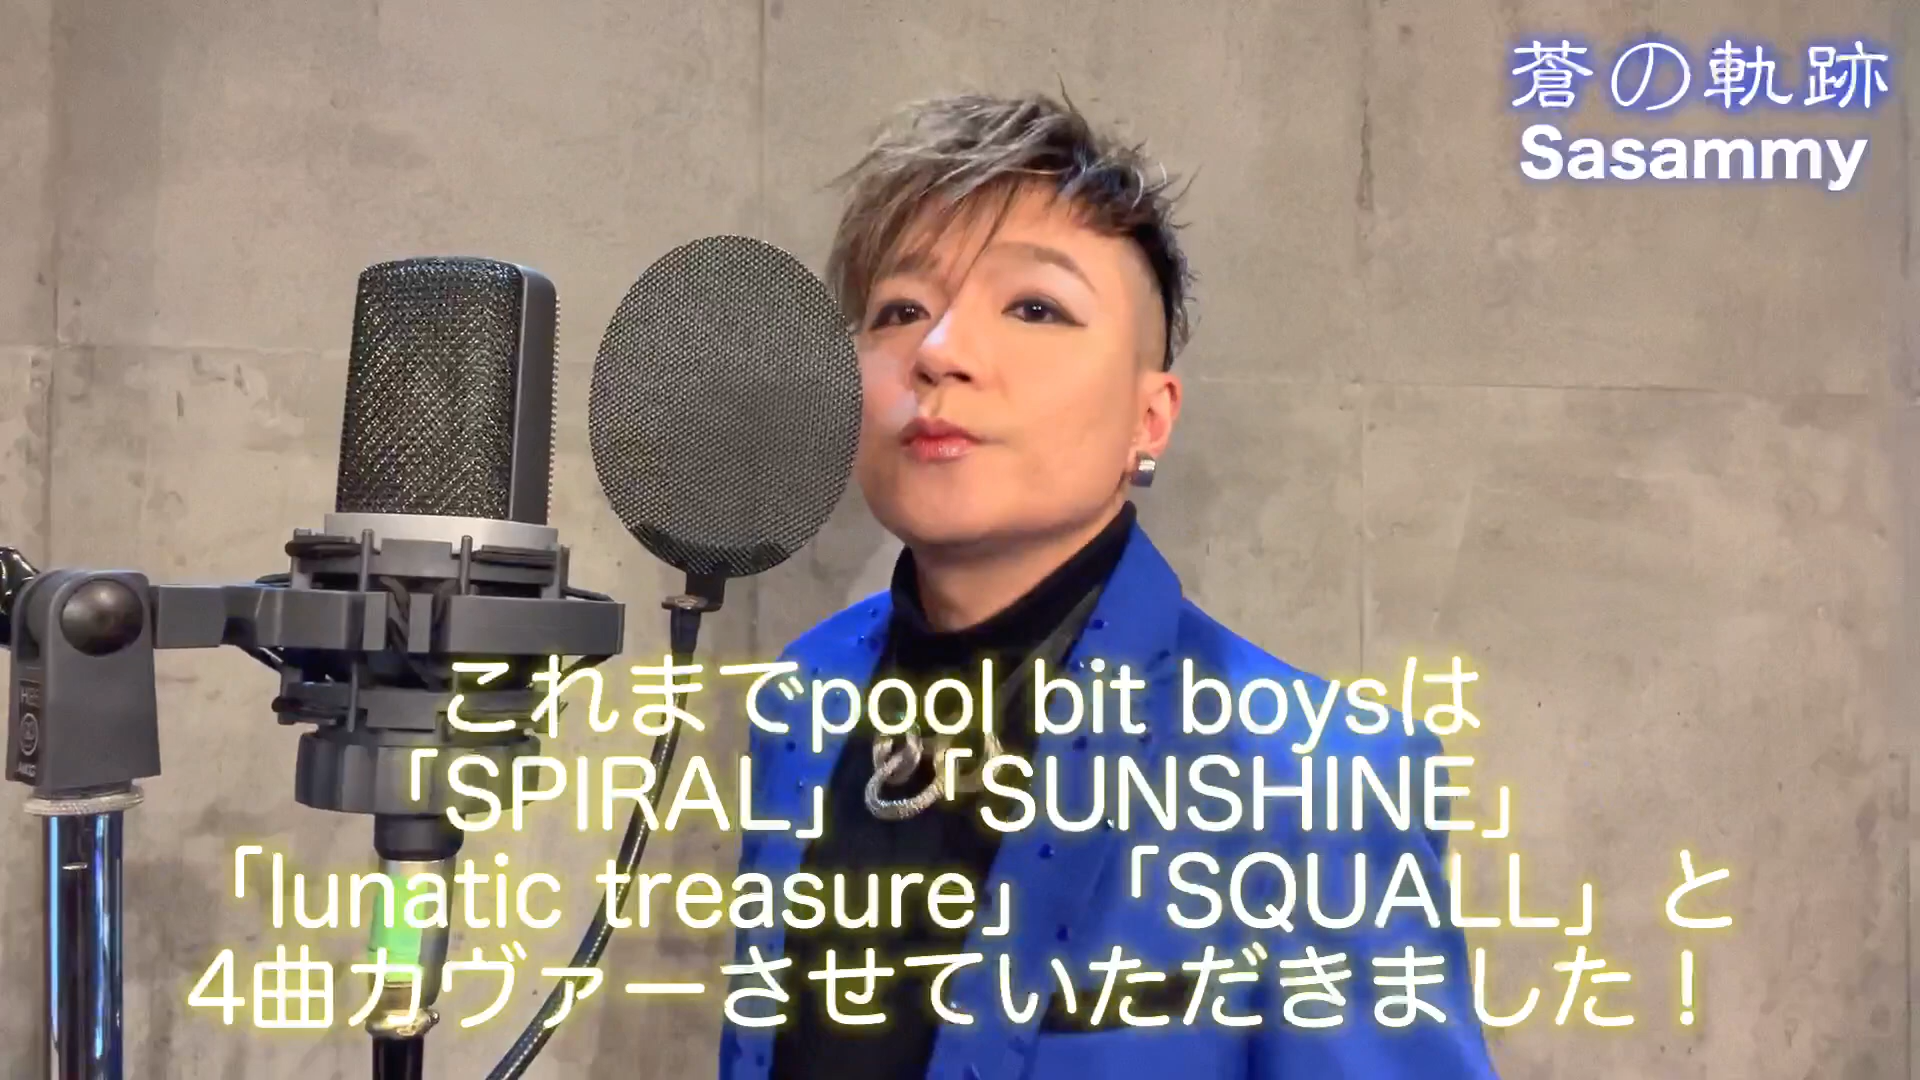 蒼の軌跡
Sasammy
これまでpool bit boysは
「SPIRAL」「SUNSHINE」
「lunatic treasure」「SQUALL」と
4曲カヴァーさせていただきました！